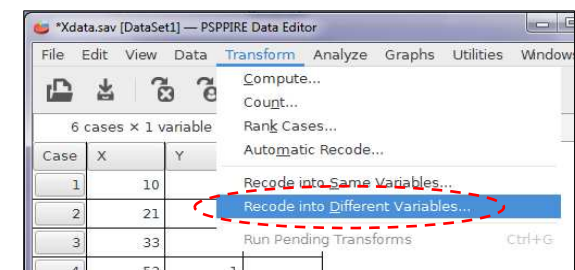 *Xdata.sav [DataSet1] — PSPPIRE Data Editor
File Edit View Data Transform Analyze Graphs Utilities Windows
Compute...
Count...
6 cases × 1 variable Rank Cases...
Case X Y Automatic Recode...
1 10 Recode into Same Variables...
2 21 Recode into Different Variables...
3 33 Run Pending Transforms Ctrl+G